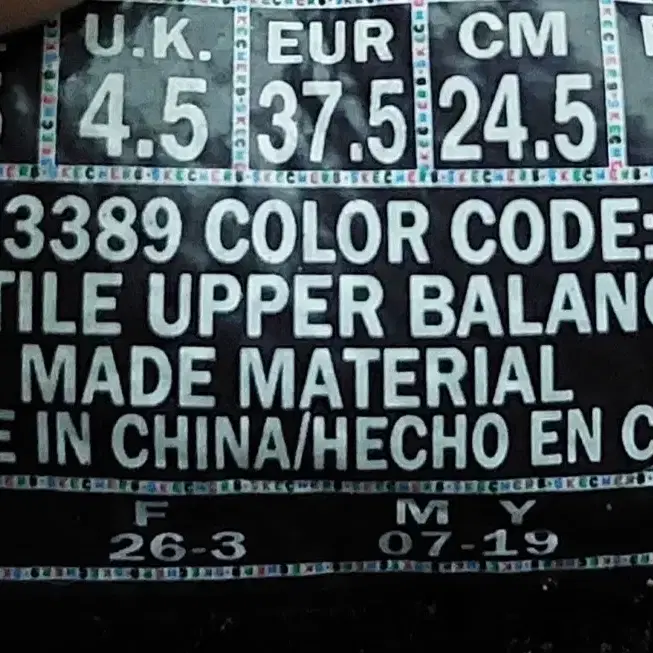 U.K. EUR CM
4.5 37.5 24.5
3389 COLOR CODE:
TILE UPPER BALANC
MADE MATERIAL
E IN CHINA/HECHO EN C
F M Y
26-3 07-19